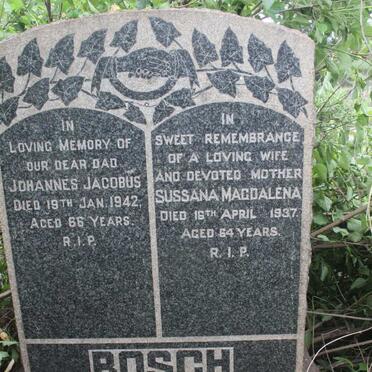 IN
LOVING MEMORY OF
OUR DEAR DAD
JOHANNES JACOBUS
DIED 19TH JAN. 1942.
AGED 66 YEARS.
R.I.P.
IN
SWEET REMEMBRANCE
OF A LOVING WIFE
AND DEVOTED MOTHER
SUSSANA MAGDALENA
DIED 16TH APRIL 1937.
AGED 64 YEARS.
R.I.P.
BOSCH